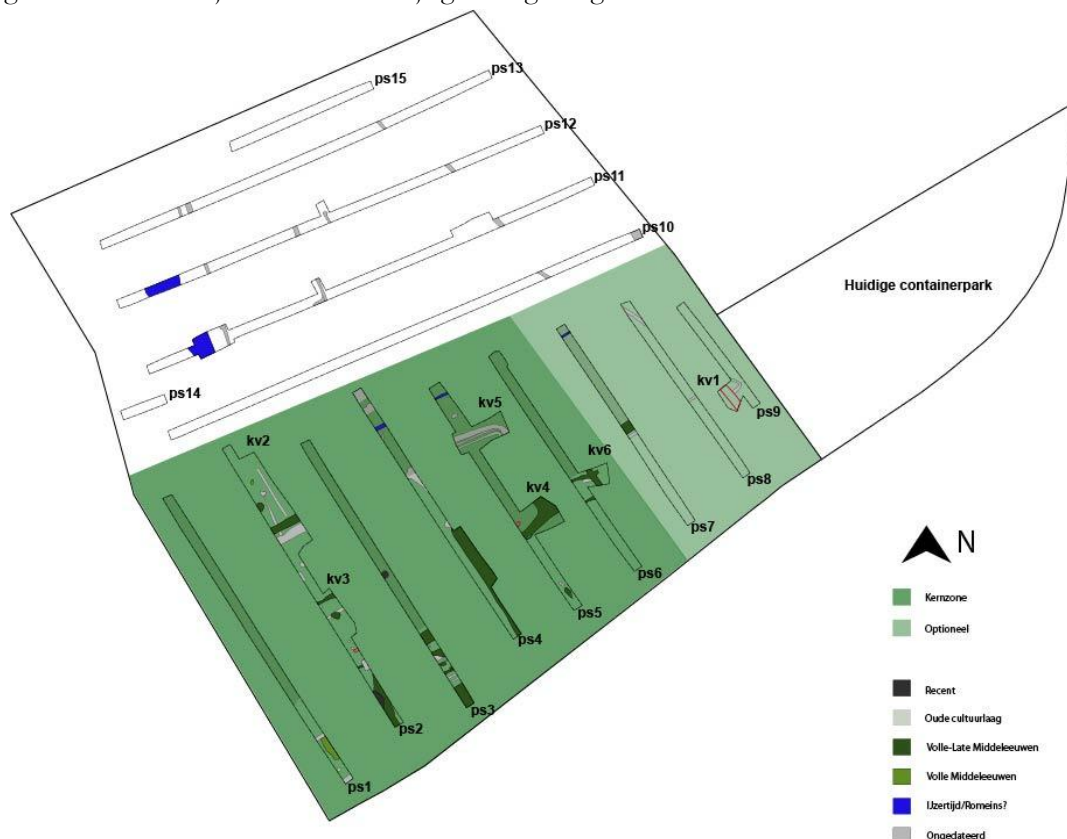 ps15
ps13
ps12
ps11
ps10
Huidige containerpark
ps14
kv1
ps9
kv5
kv2
kv6
ps8
kv4
ps7
N
kv3
ps6
Kernzone
ps5
Optioneel
ps4
Recent
ps3
Oude cultuurlaag
ps2
Volle-Late Middeleeuwen
Volle Middeleeuwen
ps1
IJzertijd/Romeins?
Ongedateerd